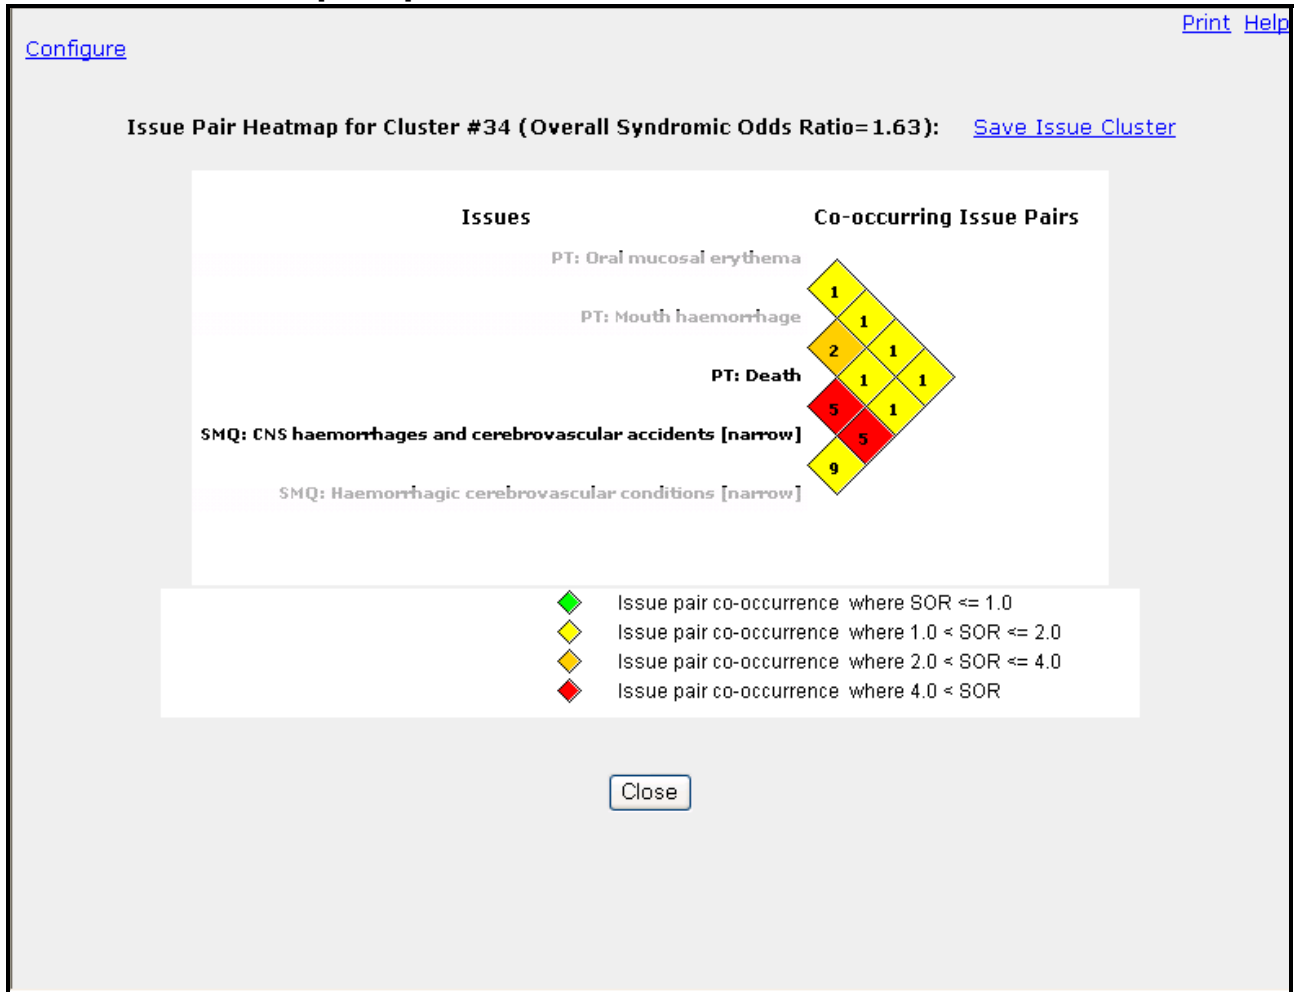 Print Help
Configure
Issue Pair Heatmap for Cluster #34 (Overall Syndromic Odds Ratio=1.63): Save Issue Cluster
Issues Co-occurring Issue Pairs
PT: Oral mucosal erythema
1
PT: Mouth haemorrhage
1
2 1
PT: Death
1 1
5 1
SMQ: CNS haemorrhages and cerebrovascular accidents [narrow]
5
9
SMQ: Haemorrhagic cerebrovascular conditions [narrow]
Issue pair co-occurrence where SOR <= 1.0
Issue pair co-occurrence where 1.0 < SOR <= 2.0
Issue pair co-occurrence where 2.0 < SOR <= 4.0
Issue pair co-occurrence where 4.0 < SOR
Close